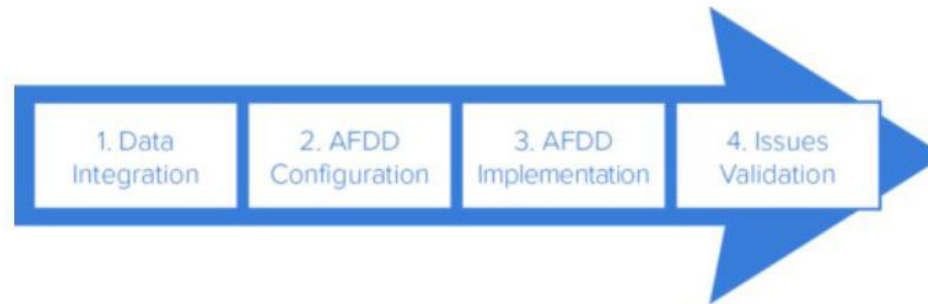 1. Data
Integration
2. AFDD
Configuration
3. AFDD
Implementation
4. Issues
Validation